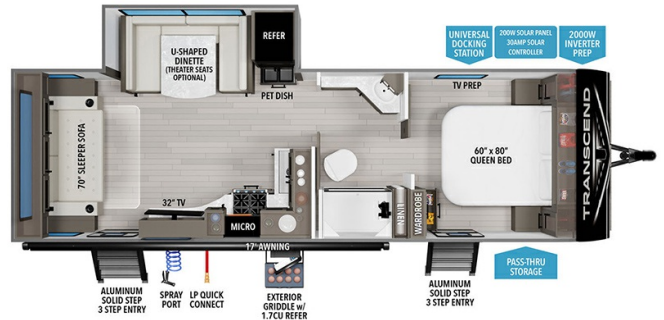 UNIVERSAL
DOCKING
STATION
200W SOLAR PANEL
30AMP SOLAR
CONTROLLER
2000W
INVERTER
PREP
U-SHAPED
DINETTE
(THEATER SEATS
OPTIONAL)
REFER
PET DISH
TV PREP
70" SLEEPER SOFA
60" x 80"
QUEEN BED
TRANSCEND
32" TV
MICRO
LINEN
WARDROBE
17' AWNING
ALUMINUM
SOLID STEP
3 STEP ENTRY
SPRAY
PORT
LP QUICK
CONNECT
EXTERIOR
GRIDDLE w/
1.7CU REFER
ALUMINUM
SOLID STEP
3 STEP ENTRY
PASS-THRU
STORAGE